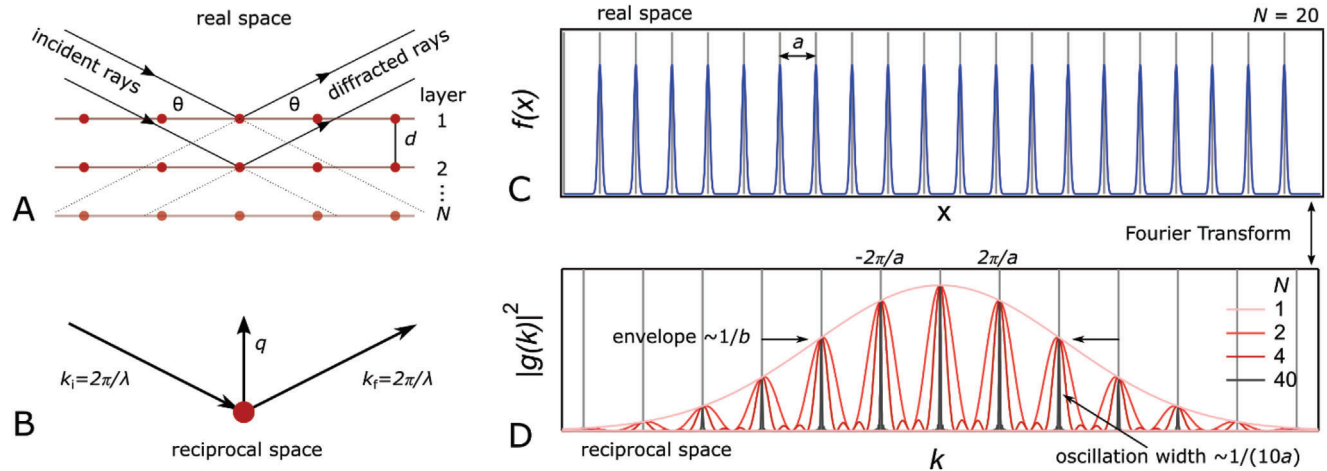 real space
incident rays
θ
θ
diffracted rays
layer
1
d
2
⋮
N
A
k_i=2π/λ
q
k_f=2π/λ
B
reciprocal space
real space
N = 20
a
f(x)
C
x
Fourier Transform
-2π/a
2π/a
N
1
2
4
40
envelope ~1/b
|g(k)|²
D
reciprocal space
k
oscillation width ~1/(10a)